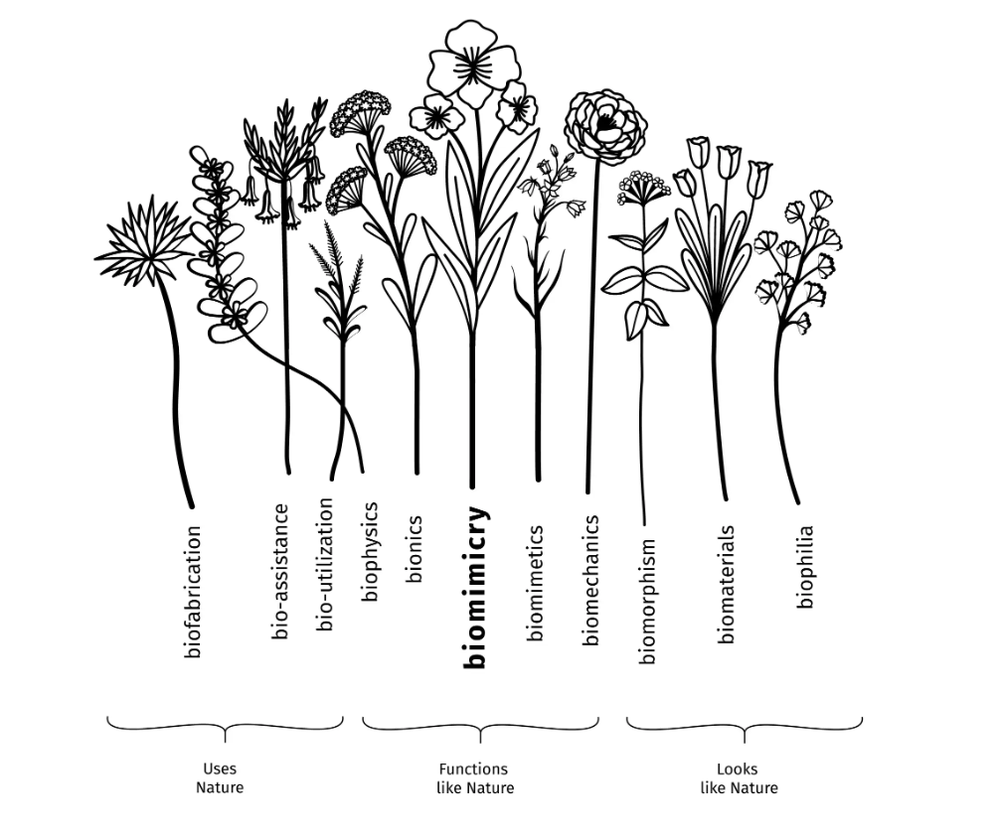 biofabrication
bio-assistance
bio-utilization
biophysics
bionics
biomimicry
biomimetics
biomechanics
biomorphism
biomaterials
biophilia
Uses
Nature
Functions
like Nature
Looks
like Nature